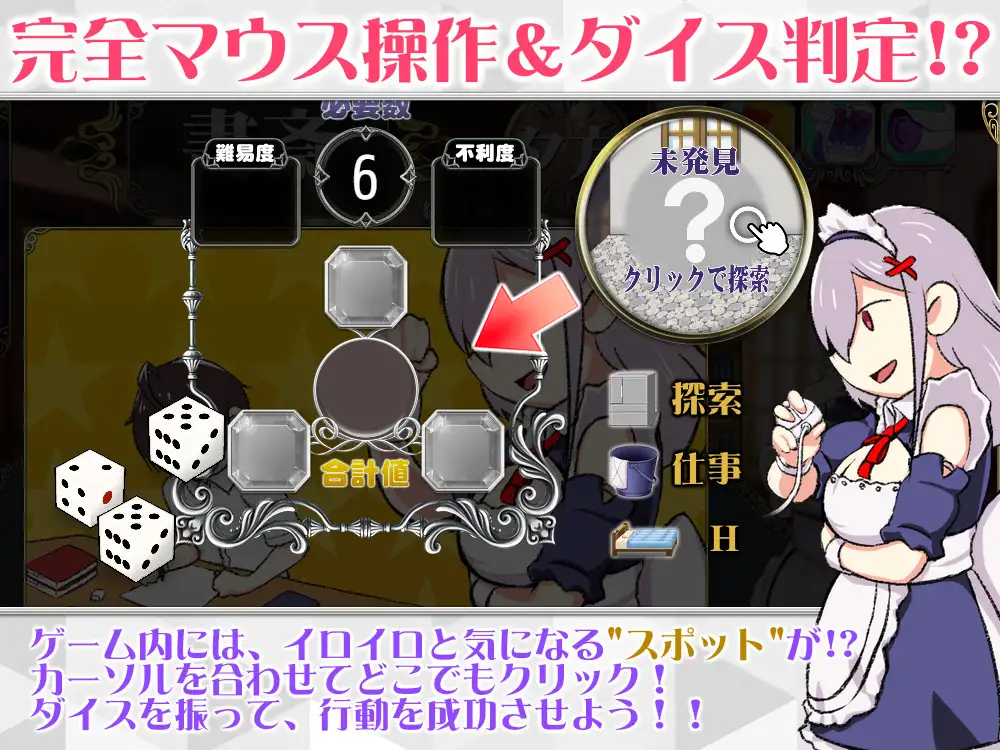 完全マウス操作&ダイス判定!?
必要数
難易度
6
不利度
未発見
?
クリックで探索
探索
合計値
仕事
H
ゲーム内には、イロイロと気になる"スポット"が!?
カーソルを合わせてどこでもクリック!
ダイスを振って、行動を成功させよう!!